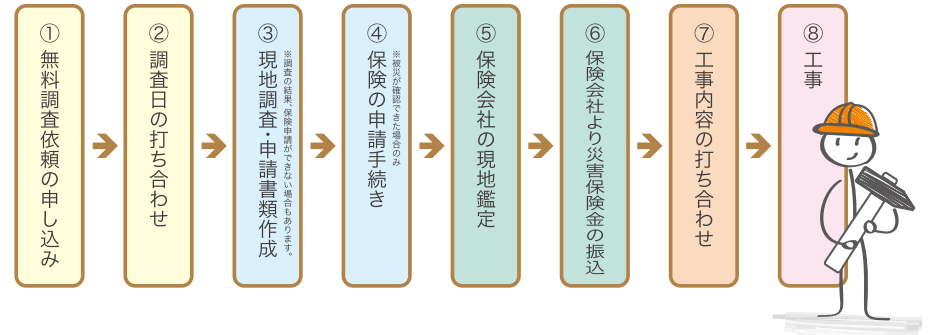 ①無料調査依頼の申し込み
②調査日の打ち合わせ
③現地調査・申請書類作成
※調査の結果、保険申請ができない場合もあります。
④保険の申請手続き
※被災が確認できた場合のみ
⑤保険会社の現地鑑定
⑥保険会社より災害保険金の振込
⑦工事内容の打ち合わせ
⑧工事